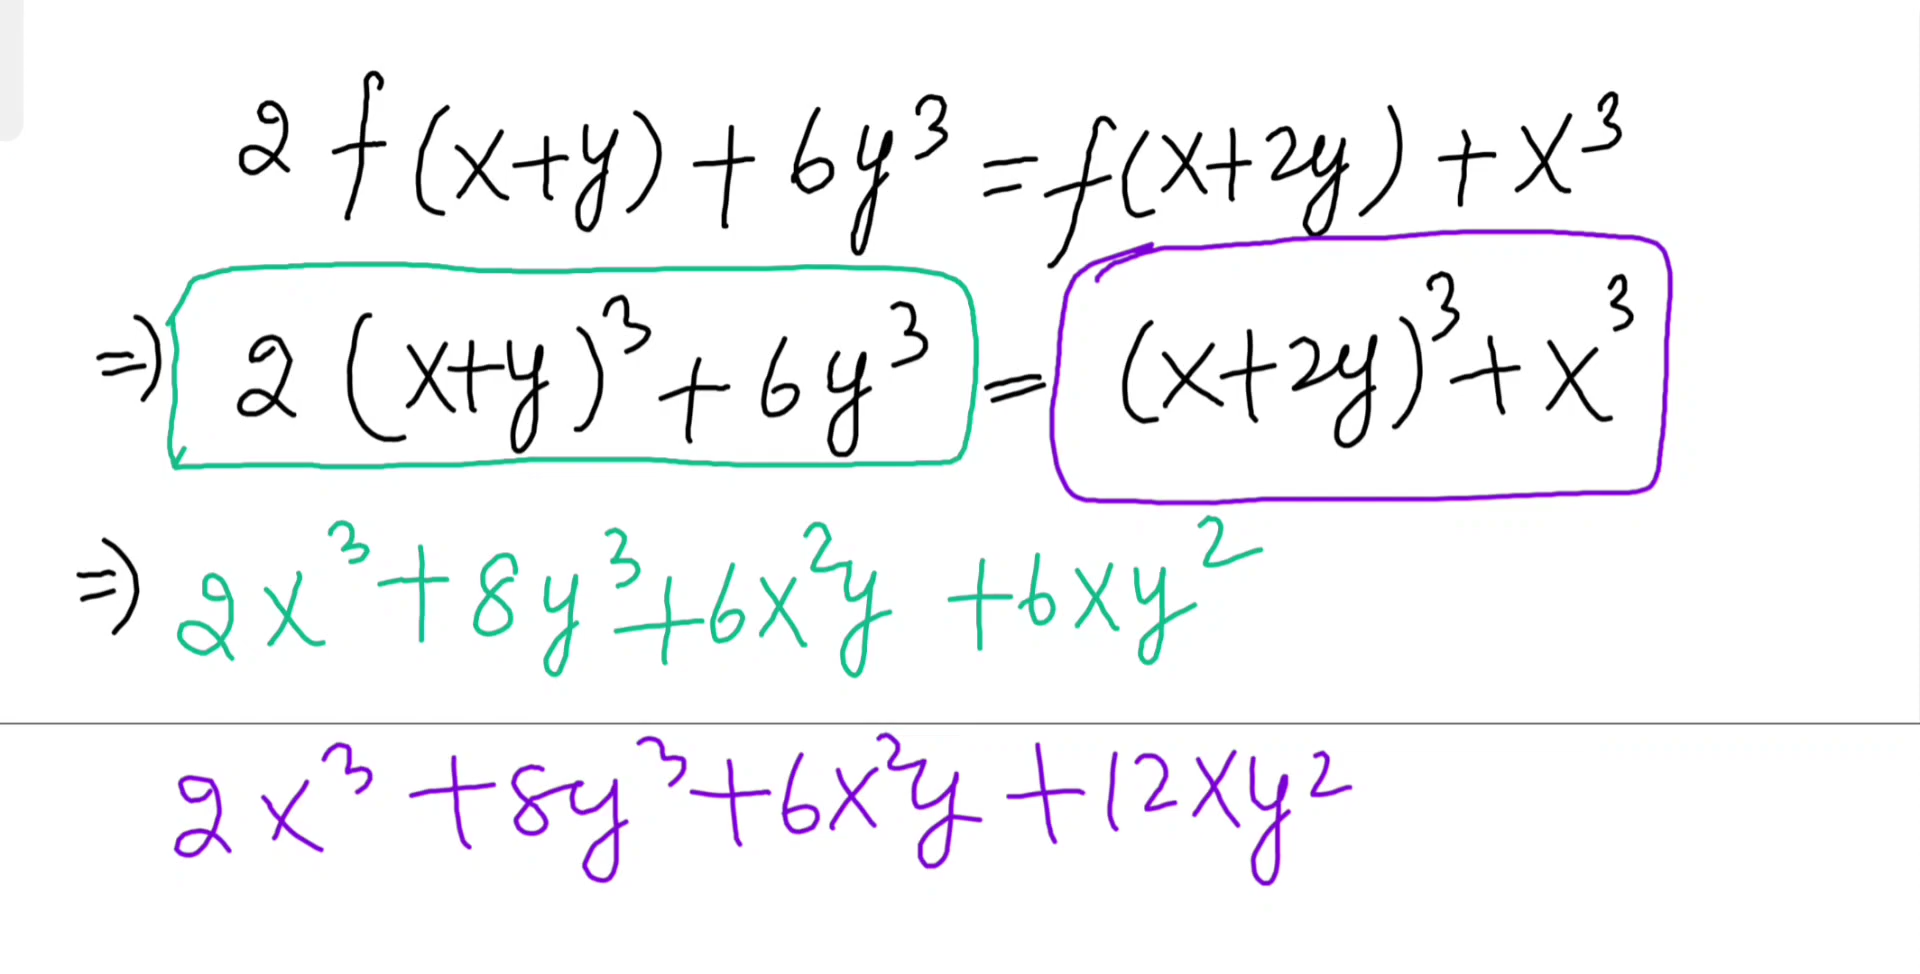 2f(x+y)+6y³=f(x+2y)+x³
⇒) 2(x+y)³+6y³=(x+2y)³+x³
⇒) 2x³+8y³+6x²y+6xy²
2x³+8y³+6x²y+12xy²